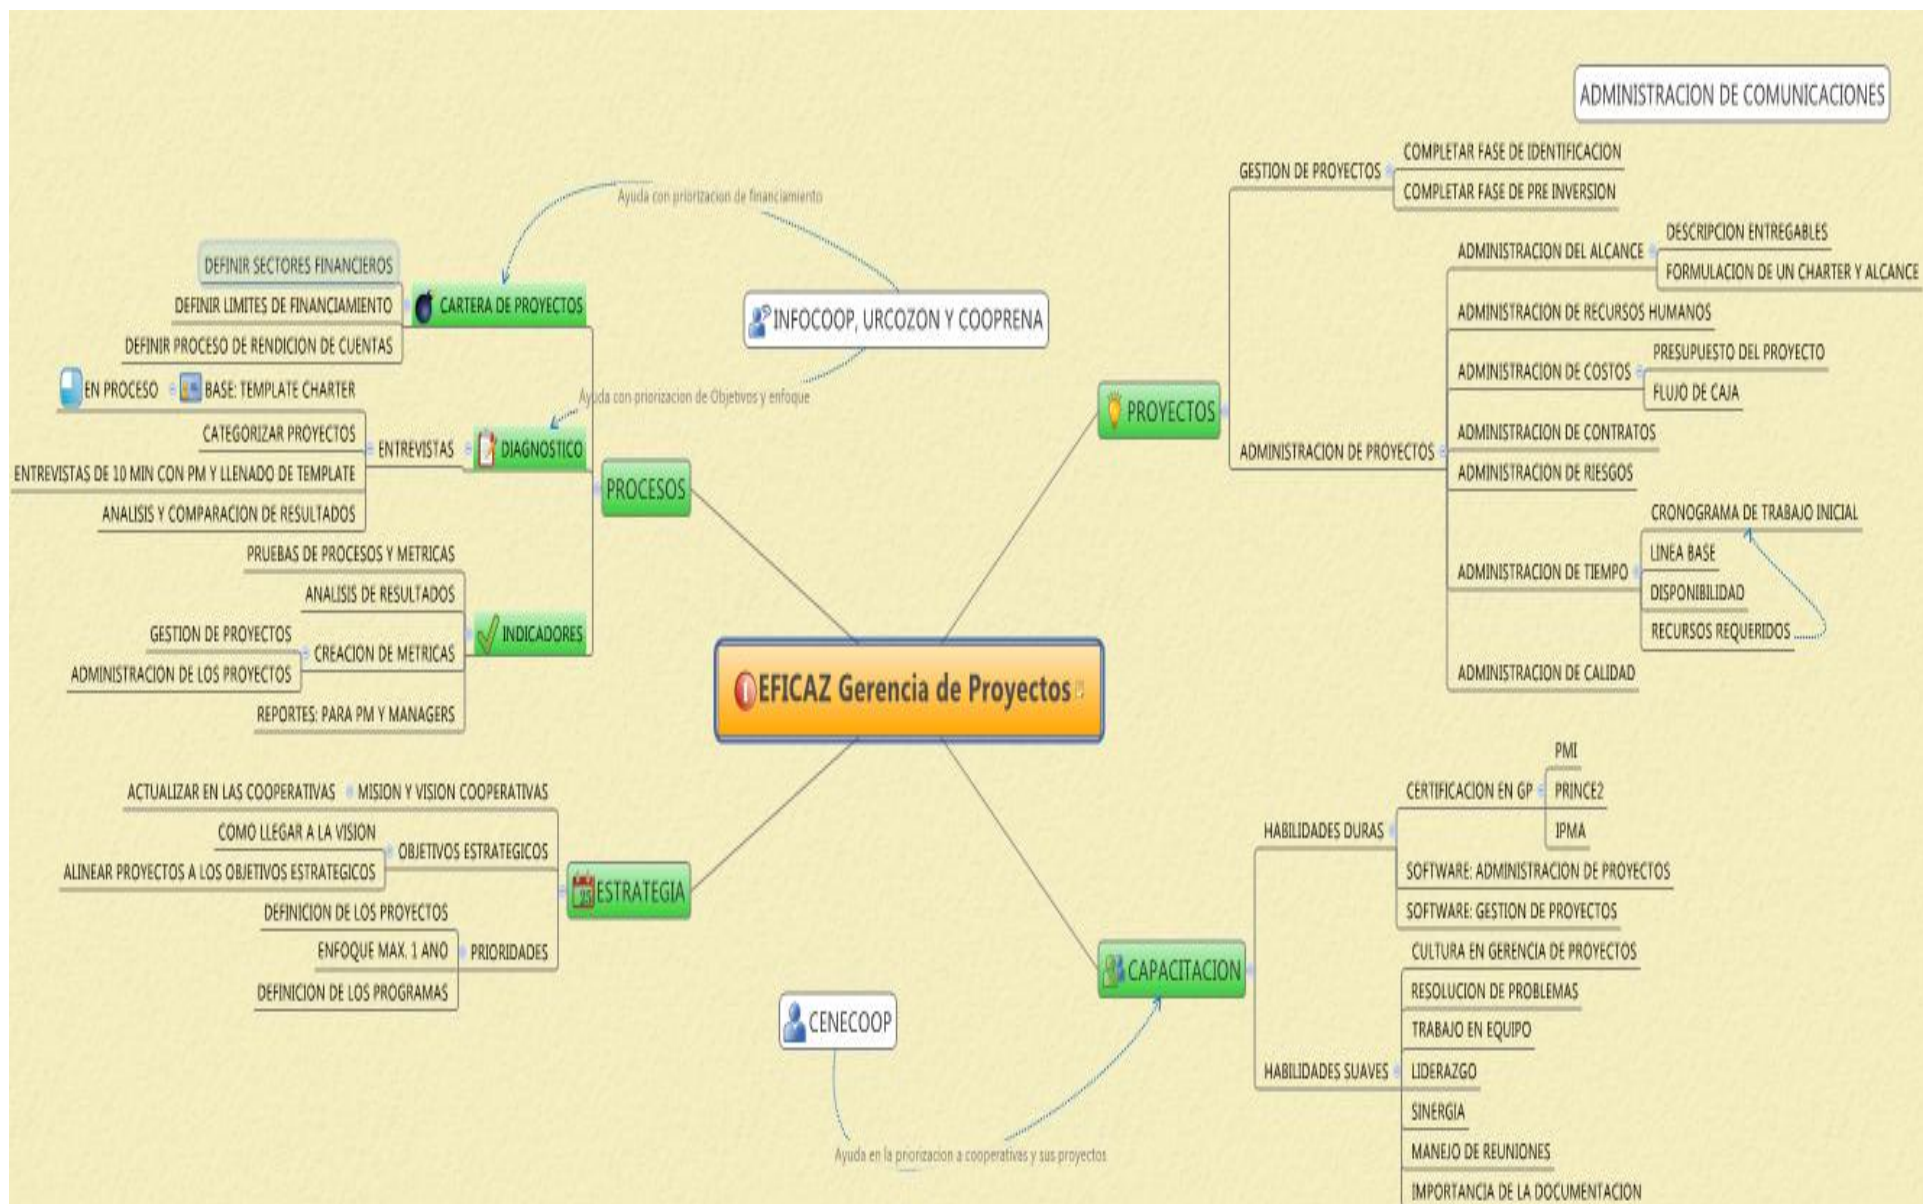 ADMINISTRACION DE COMUNICACIONES
EFICAZ Gerencia de Proyectos
PROYECTOS
GESTION DE PROYECTOS
COMPLETAR FASE DE IDENTIFICACION
COMPLETAR FASE DE PRE INVERSION
ADMINISTRACION DE PROYECTOS
ADMINISTRACION DEL ALCANCE
DESCRIPCION ENTREGABLES
FORMULACION DE UN CHARTER Y ALCANCE
ADMINISTRACION DE RECURSOS HUMANOS
ADMINISTRACION DE COSTOS
PRESUPUESTO DEL PROYECTO
FLUJO DE CAJA
ADMINISTRACION DE CONTRATOS
ADMINISTRACION DE RIESGOS
ADMINISTRACION DE TIEMPO
CRONOGRAMA DE TRABAJO INICIAL
LINEA BASE
DISPONIBILIDAD
RECURSOS REQUERIDOS
ADMINISTRACION DE CALIDAD
CAPACITACION
HABILIDADES DURAS
CERTIFICACION EN GP
PMI
PRINCE2
IPMA
SOFTWARE: ADMINISTRACION DE PROYECTOS
SOFTWARE: GESTION DE PROYECTOS
HABILIDADES SUAVES
CULTURA EN GERENCIA DE PROYECTOS
RESOLUCION DE PROBLEMAS
TRABAJO EN EQUIPO
LIDERAZGO
SINERGIA
MANEJO DE REUNIONES
IMPORTANCIA DE LA DOCUMENTACION
PROCESOS
CARTERA DE PROYECTOS
DEFINIR SECTORES FINANCIEROS
DEFINIR LIMITES DE FINANCIAMIENTO
DEFINIR PROCESO DE RENDICION DE CUENTAS
DIAGNOSTICO
ENTREVISTAS
BASE: TEMPLATE CHARTER
EN PROCESO
CATEGORIZAR PROYECTOS
ENTREVISTAS DE 10 MIN CON PM Y LLENADO DE TEMPLATE
ANALISIS Y COMPARACION DE RESULTADOS
INDICADORES
PRUEBAS DE PROCESOS Y METRICAS
ANALISIS DE RESULTADOS
CREACION DE METRICAS
GESTION DE PROYECTOS
ADMINISTRACION DE LOS PROYECTOS
REPORTES: PARA PM Y MANAGERS
ESTRATEGIA
25
MISION Y VISION COOPERATIVAS
ACTUALIZAR EN LAS COOPERATIVAS
OBJETIVOS ESTRATEGICOS
COMO LLEGAR A LA VISION
ALINEAR PROYECTOS A LOS OBJETIVOS ESTRATEGICOS
PRIORIDADES
DEFINICION DE LOS PROYECTOS
ENFOQUE MAX. 1 ANO
DEFINICION DE LOS PROGRAMAS
INFOCOOP, URCOZON Y COOPRENA
Ayuda con priorizacion de financiamiento
Ayuda con priorizacion de Objetivos y enfoque
CENECOOP
Ayuda en la priorizacion a cooperativas y sus proyectos